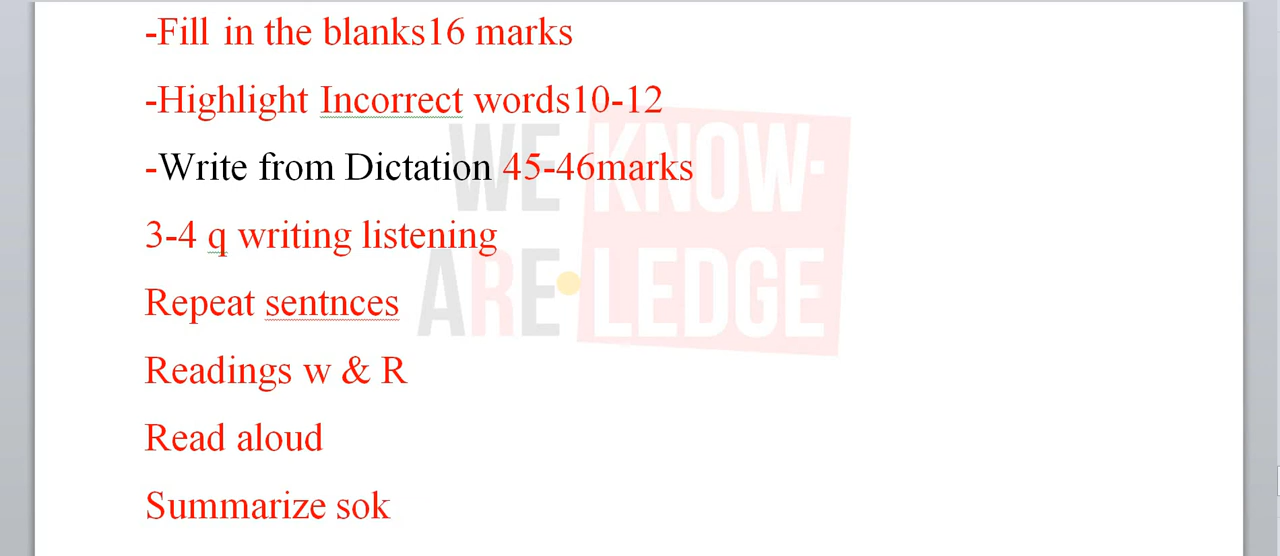 -Fill in the blanks16 marks
-Highlight Incorrect words10-12
-Write from Dictation 45-46marks
3-4 q writing listening
Repeat sentnces
Readings w & R
Read aloud
Summarize sok
WE KNOW·
ARE·LEDGE